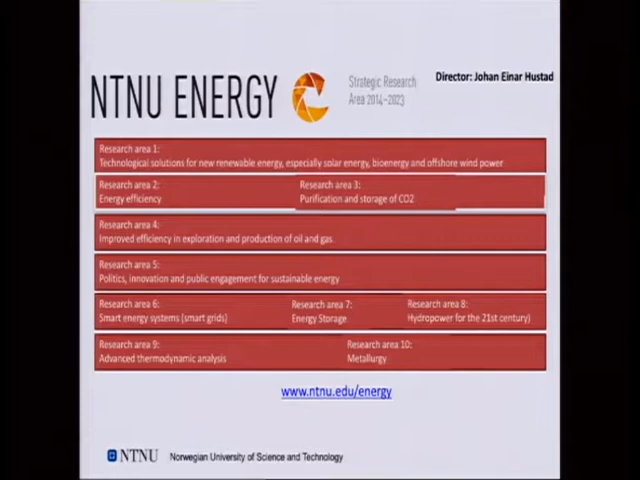 NTNU ENERGY
Strategic Research
Area 2014-2023
Director: Johan Einar Hustad
Research area 1:
Technological solutions for new renewable energy, especially solar energy, bioenergy and offshore wind power
Research area 2:
Energy efficiency
Research area 3:
Purification and storage of CO2
Research area 4:
Improved efficiency in exploration and production of oil and gas.
Research area 5:
Politics, innovation and public engagement for sustainable energy
Research area 6:
Smart energy systems (smart grids)
Research area 7:
Energy Storage
Research area 8:
Hydropower for the 21st century)
Research area 9:
Advanced thermodynamic analysis
Research area 10:
Metallurgy
www.ntnu.edu/energy
NTNU Norwegian University of Science and Technology